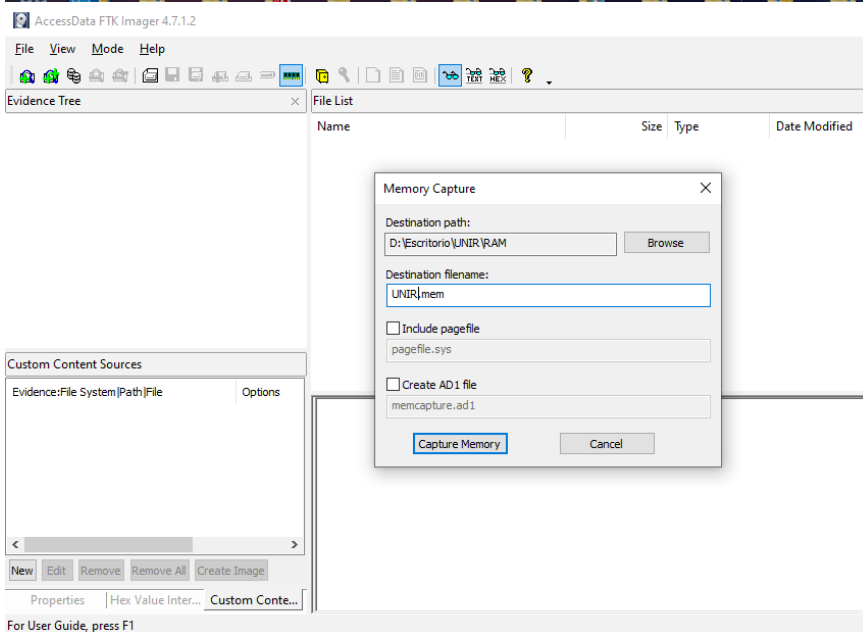 AccessData FTK Imager 4.7.1.2
File View Mode Help
TEXT HEX
Evidence Tree
File List
Name Size Type Date Modified
Memory Capture
Destination path:
D:\Escritorio\UNIR\RAM Browse
Destination filename:
UNIR.mem
Include pagefile
pagefile.sys
Create AD1 file
memcapture.ad1
Capture Memory Cancel
Custom Content Sources
Evidence:File System|Path|File Options
New Edit Remove Remove All Create Image
Properties Hex Value Inter... Custom Conte...
For User Guide, press F1